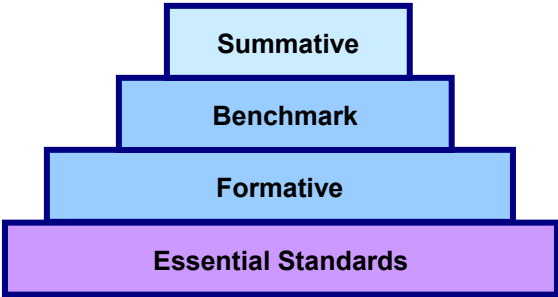 Summative
Benchmark
Formative
Essential Standards